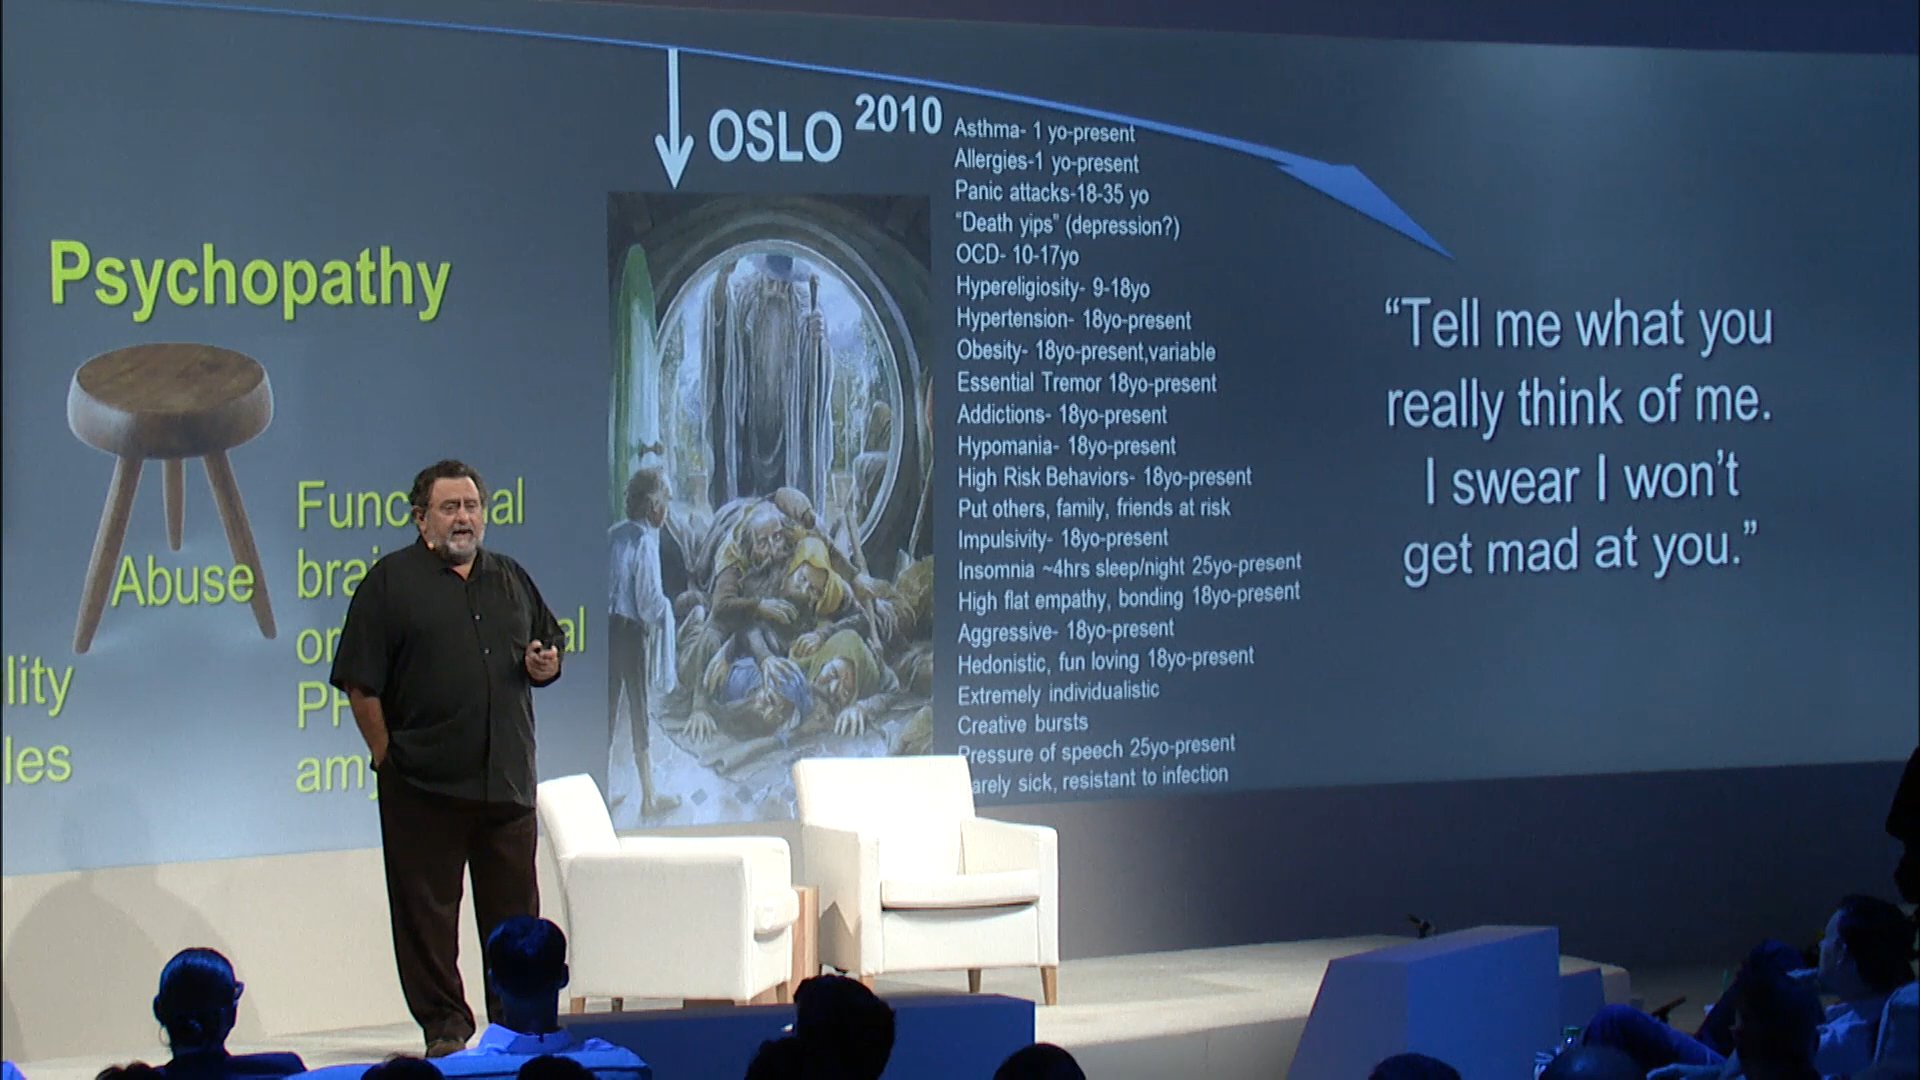 Psychopathy
Abuse
lity
les
OSLO 2010
Asthma- 1 yo-present
Allergies-1 yo-present
Panic attacks-18-35 yo
“Death yips” (depression?)
OCD- 10-17yo
Hypereligiosity- 9-18yo
Hypertension- 18yo-present
Obesity- 18yo-present,variable
Essential Tremor 18yo-present
Addictions- 18yo-present
Hypomania- 18yo-present
High Risk Behaviors- 18yo-present
Put others, family, friends at risk
Impulsivity- 18yo-present
Insomnia ~4hrs sleep/night 25yo-present
High flat empathy, bonding 18yo-present
Aggressive- 18yo-present
Hedonistic, fun loving 18yo-present
Extremely individualistic
Creative bursts
Pressure of speech 25yo-present
arely sick, resistant to infection
“Tell me what you
really think of me.
I swear I won’t
get mad at you.”